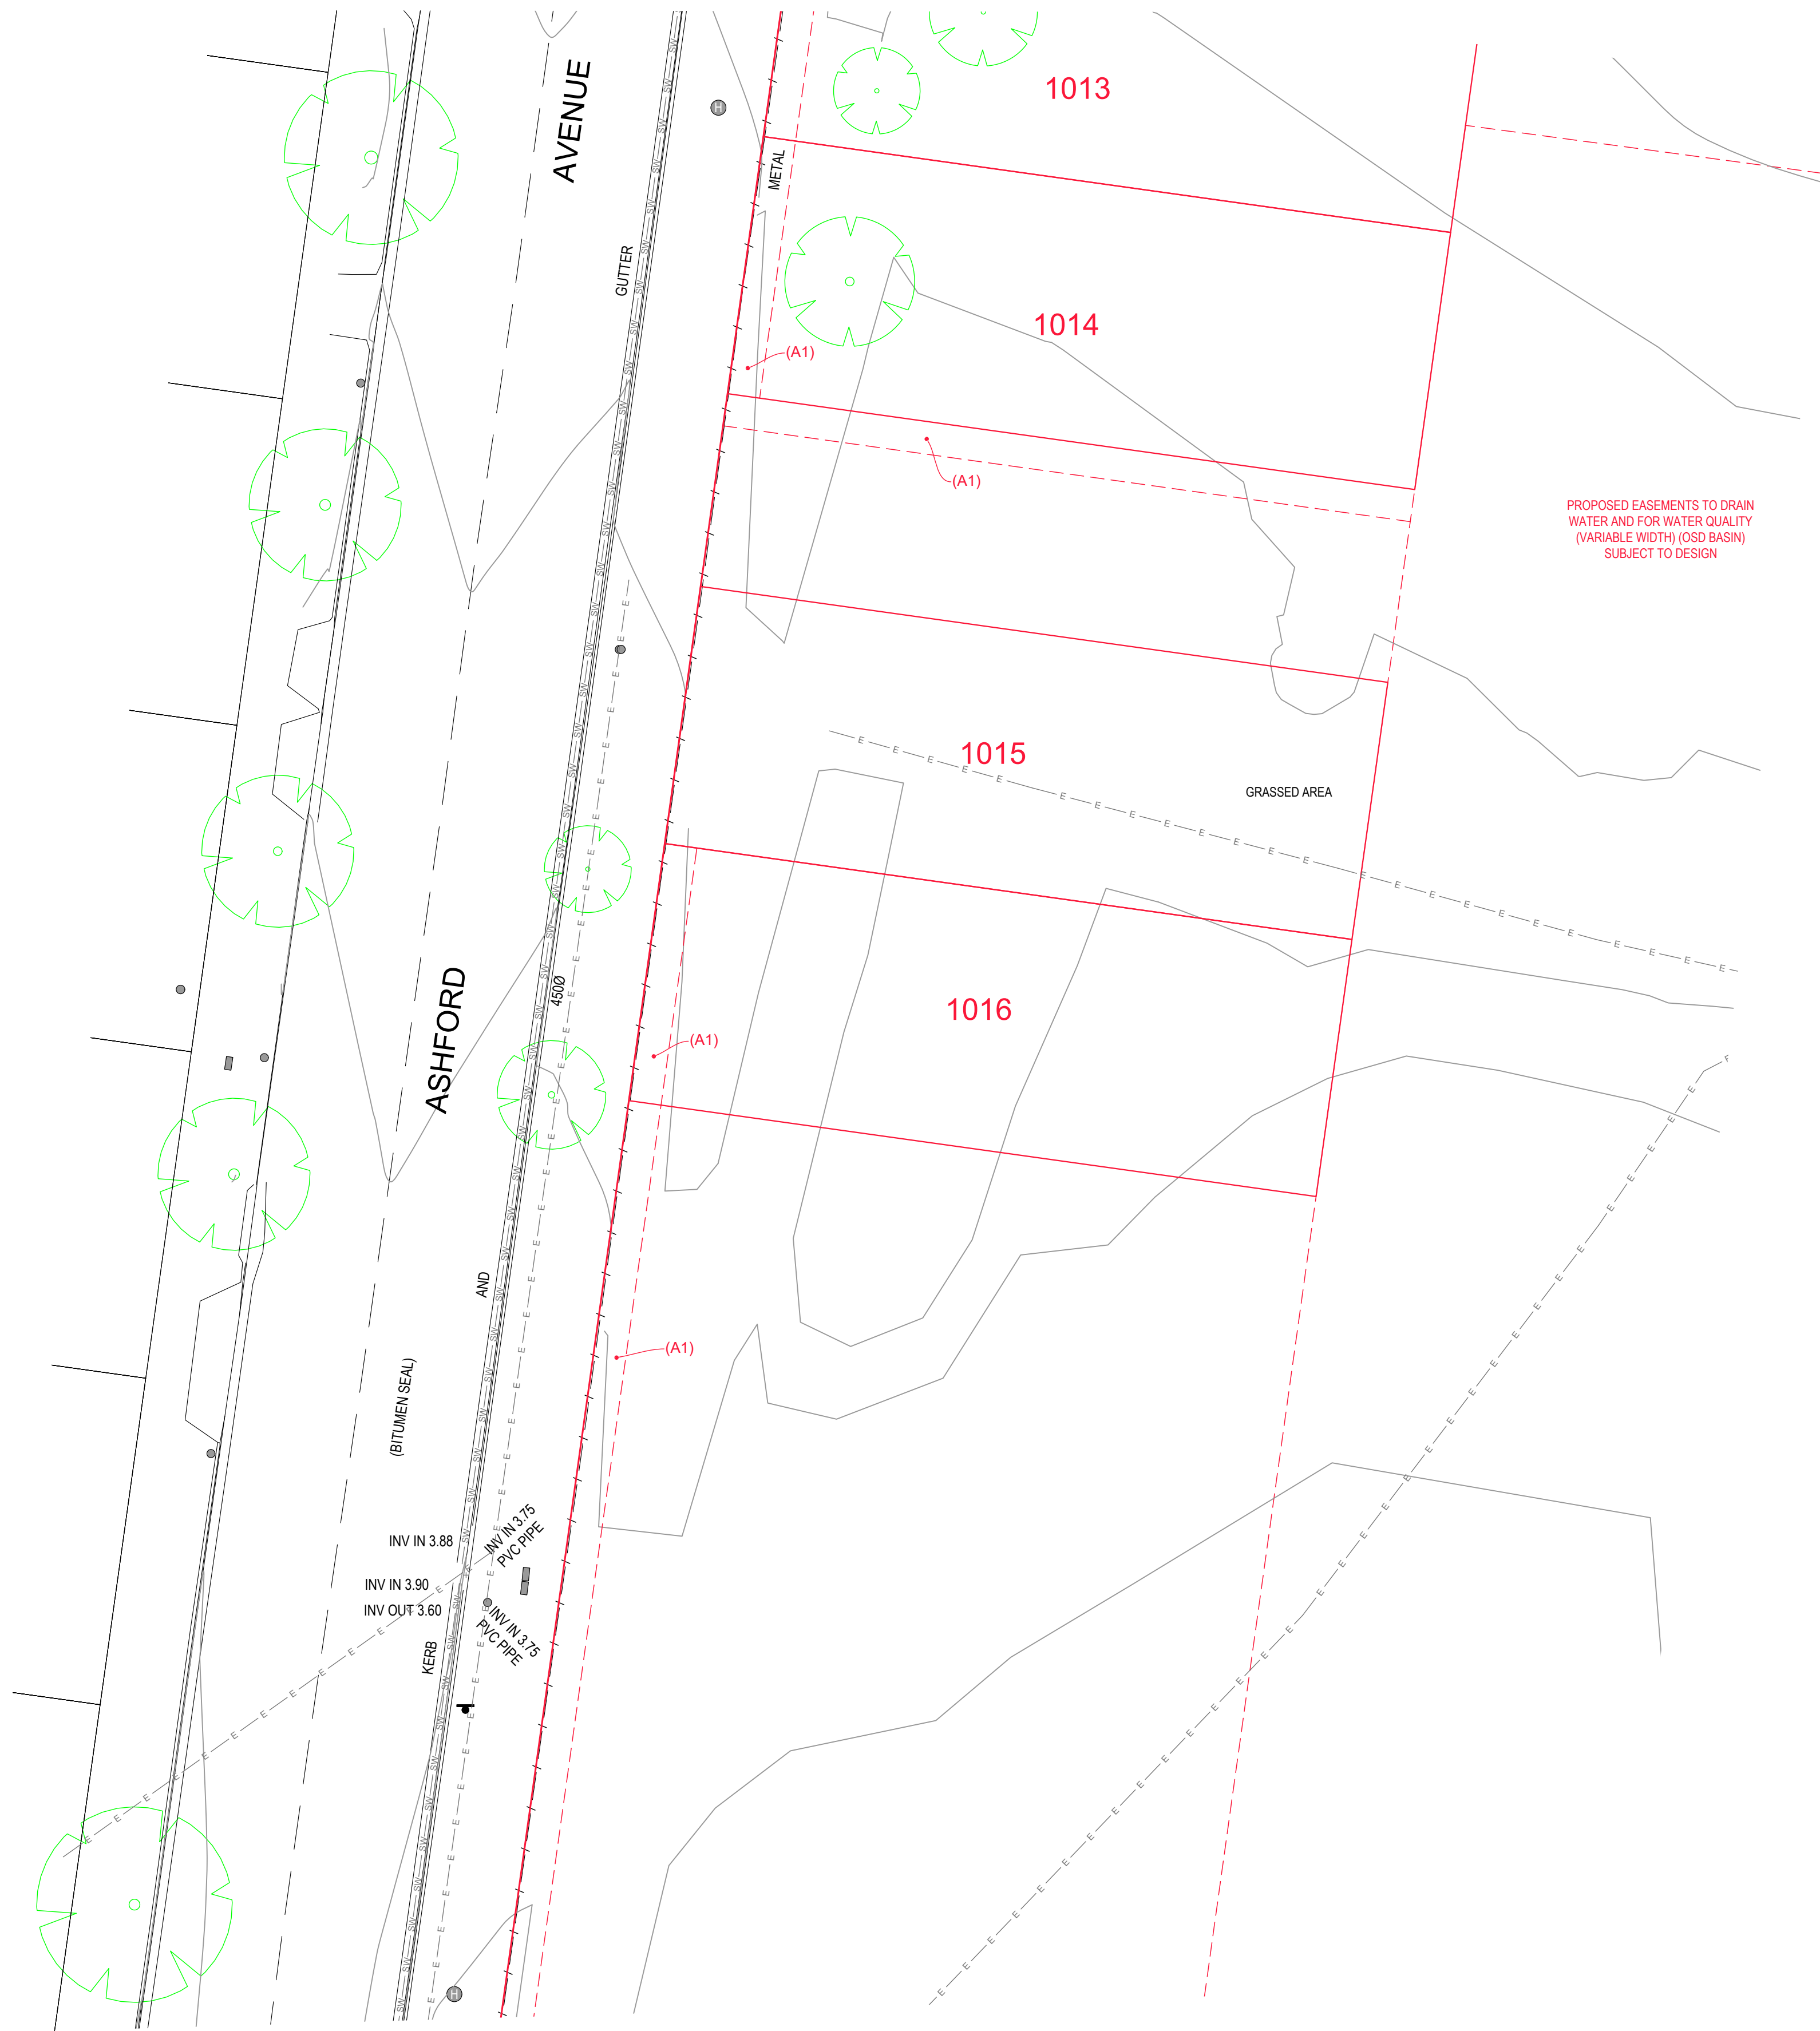 AVENUE
1013
H
METAL
GUTTER
1014
(A1)
(A1)
PROPOSED EASEMENTS TO DRAIN
WATER AND FOR WATER QUALITY
(VARIABLE WIDTH) (OSD BASIN)
SUBJECT TO DESIGN
1015
GRASSED AREA
ASHFORD
450Ø
1016
(A1)
AND
(A1)
(BITUMEN SEAL)
INV IN 3.88
INV IN 3.75
PVC PIPE
INV IN 3.90
INV OUT 3.60
INV IN 3.75
PVC PIPE
KERB
H